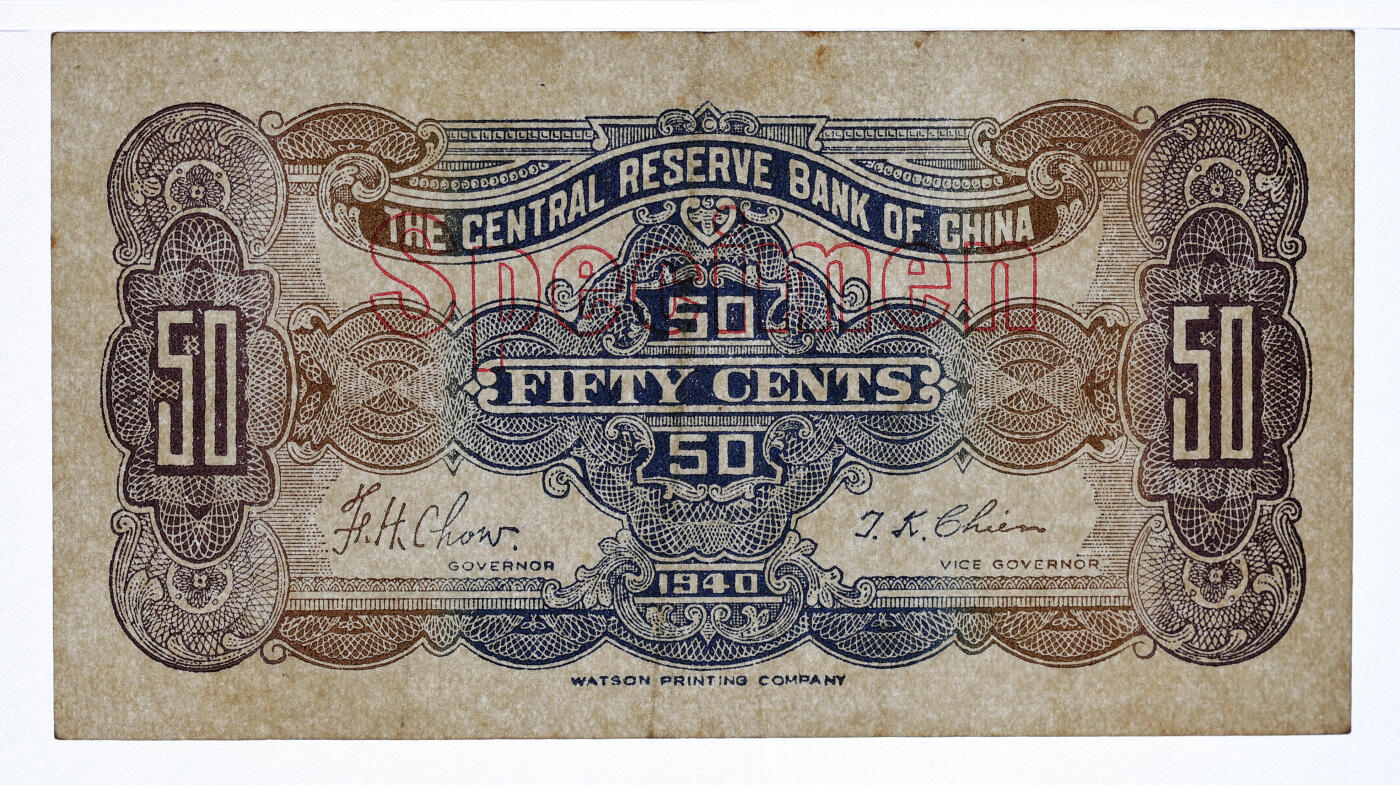 THE CENTRAL RESERVE BANK OF CHINA
Specimen
50
FIFTY CENTS
50
50
50
F. H. Chow.
T. K. Chien
GOVERNOR
VICE GOVERNOR
1940
WATSON PRINTING COMPANY